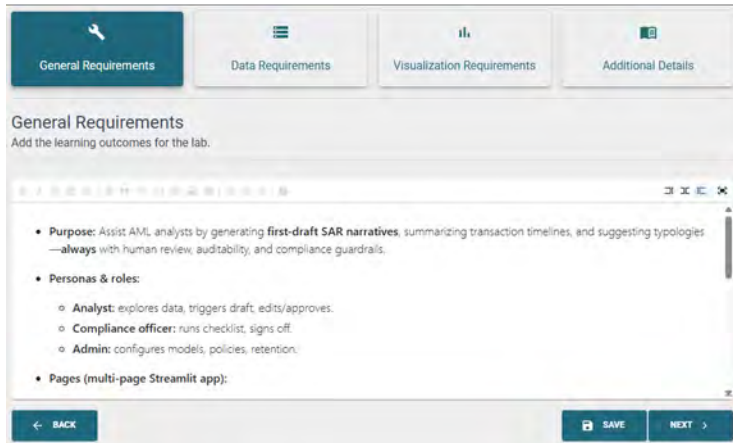 General Requirements
Data Requirements
Visualization Requirements
Additional Details
General Requirements
Add the learning outcomes for the lab.
• Purpose: Assist AML analysts by generating first-draft SAR narratives, summarizing transaction timelines, and suggesting typologies
—always with human review, auditability, and compliance guardrails.
• Personas & roles:
○ Analyst: explores data, triggers draft, edits/approves.
○ Compliance officer: runs checklist, signs off.
○ Admin: configures models, policies, retention.
• Pages (multi-page Streamlit app):
← BACK
SAVE
NEXT >